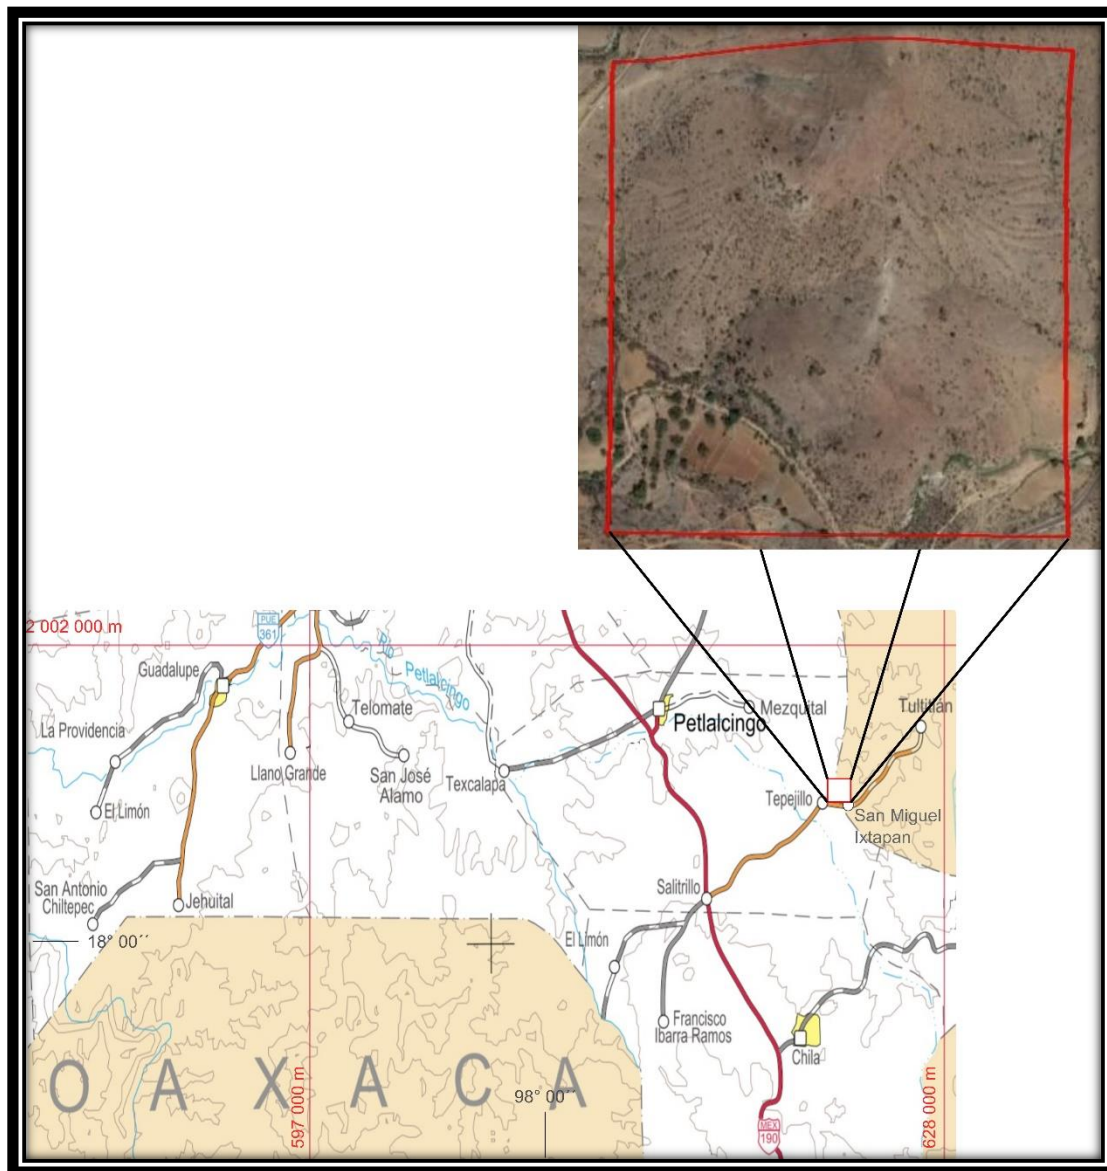 2 002 000 m
PUE
361
Guadalupe
Río Petlalcingo
La Providencia
Telomate
Mezquital
Petlalcingo
Tultitlán
Llano Grande
San José
Alamo
Texcalapa
El Limón
Tepejillo
San Miguel
Ixtapan
San Antonio
Chiltepec
Jehuital
Salitrillo
18° 00´´
El Limón
Francisco
Ibarra Ramos
Chila
OAXACA
98° 00´´
597 000 m
628 000 m
MEX
190